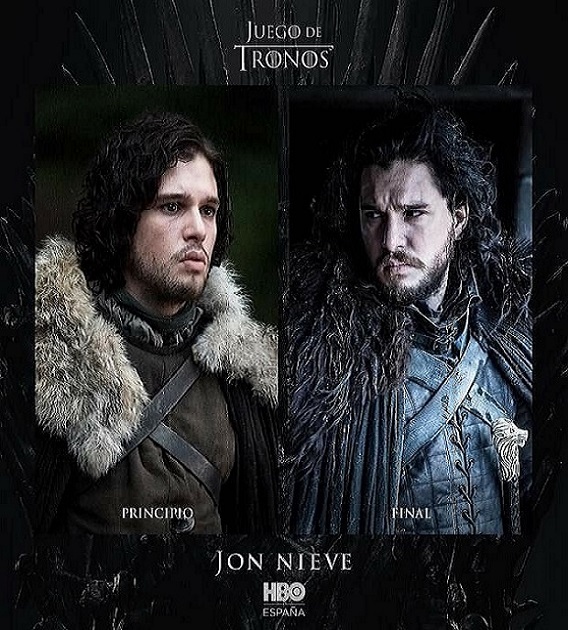 JUEGO DE
TRONOS
PRINCIPIO
FINAL
JON NIEVE
HBO
ESPAÑA